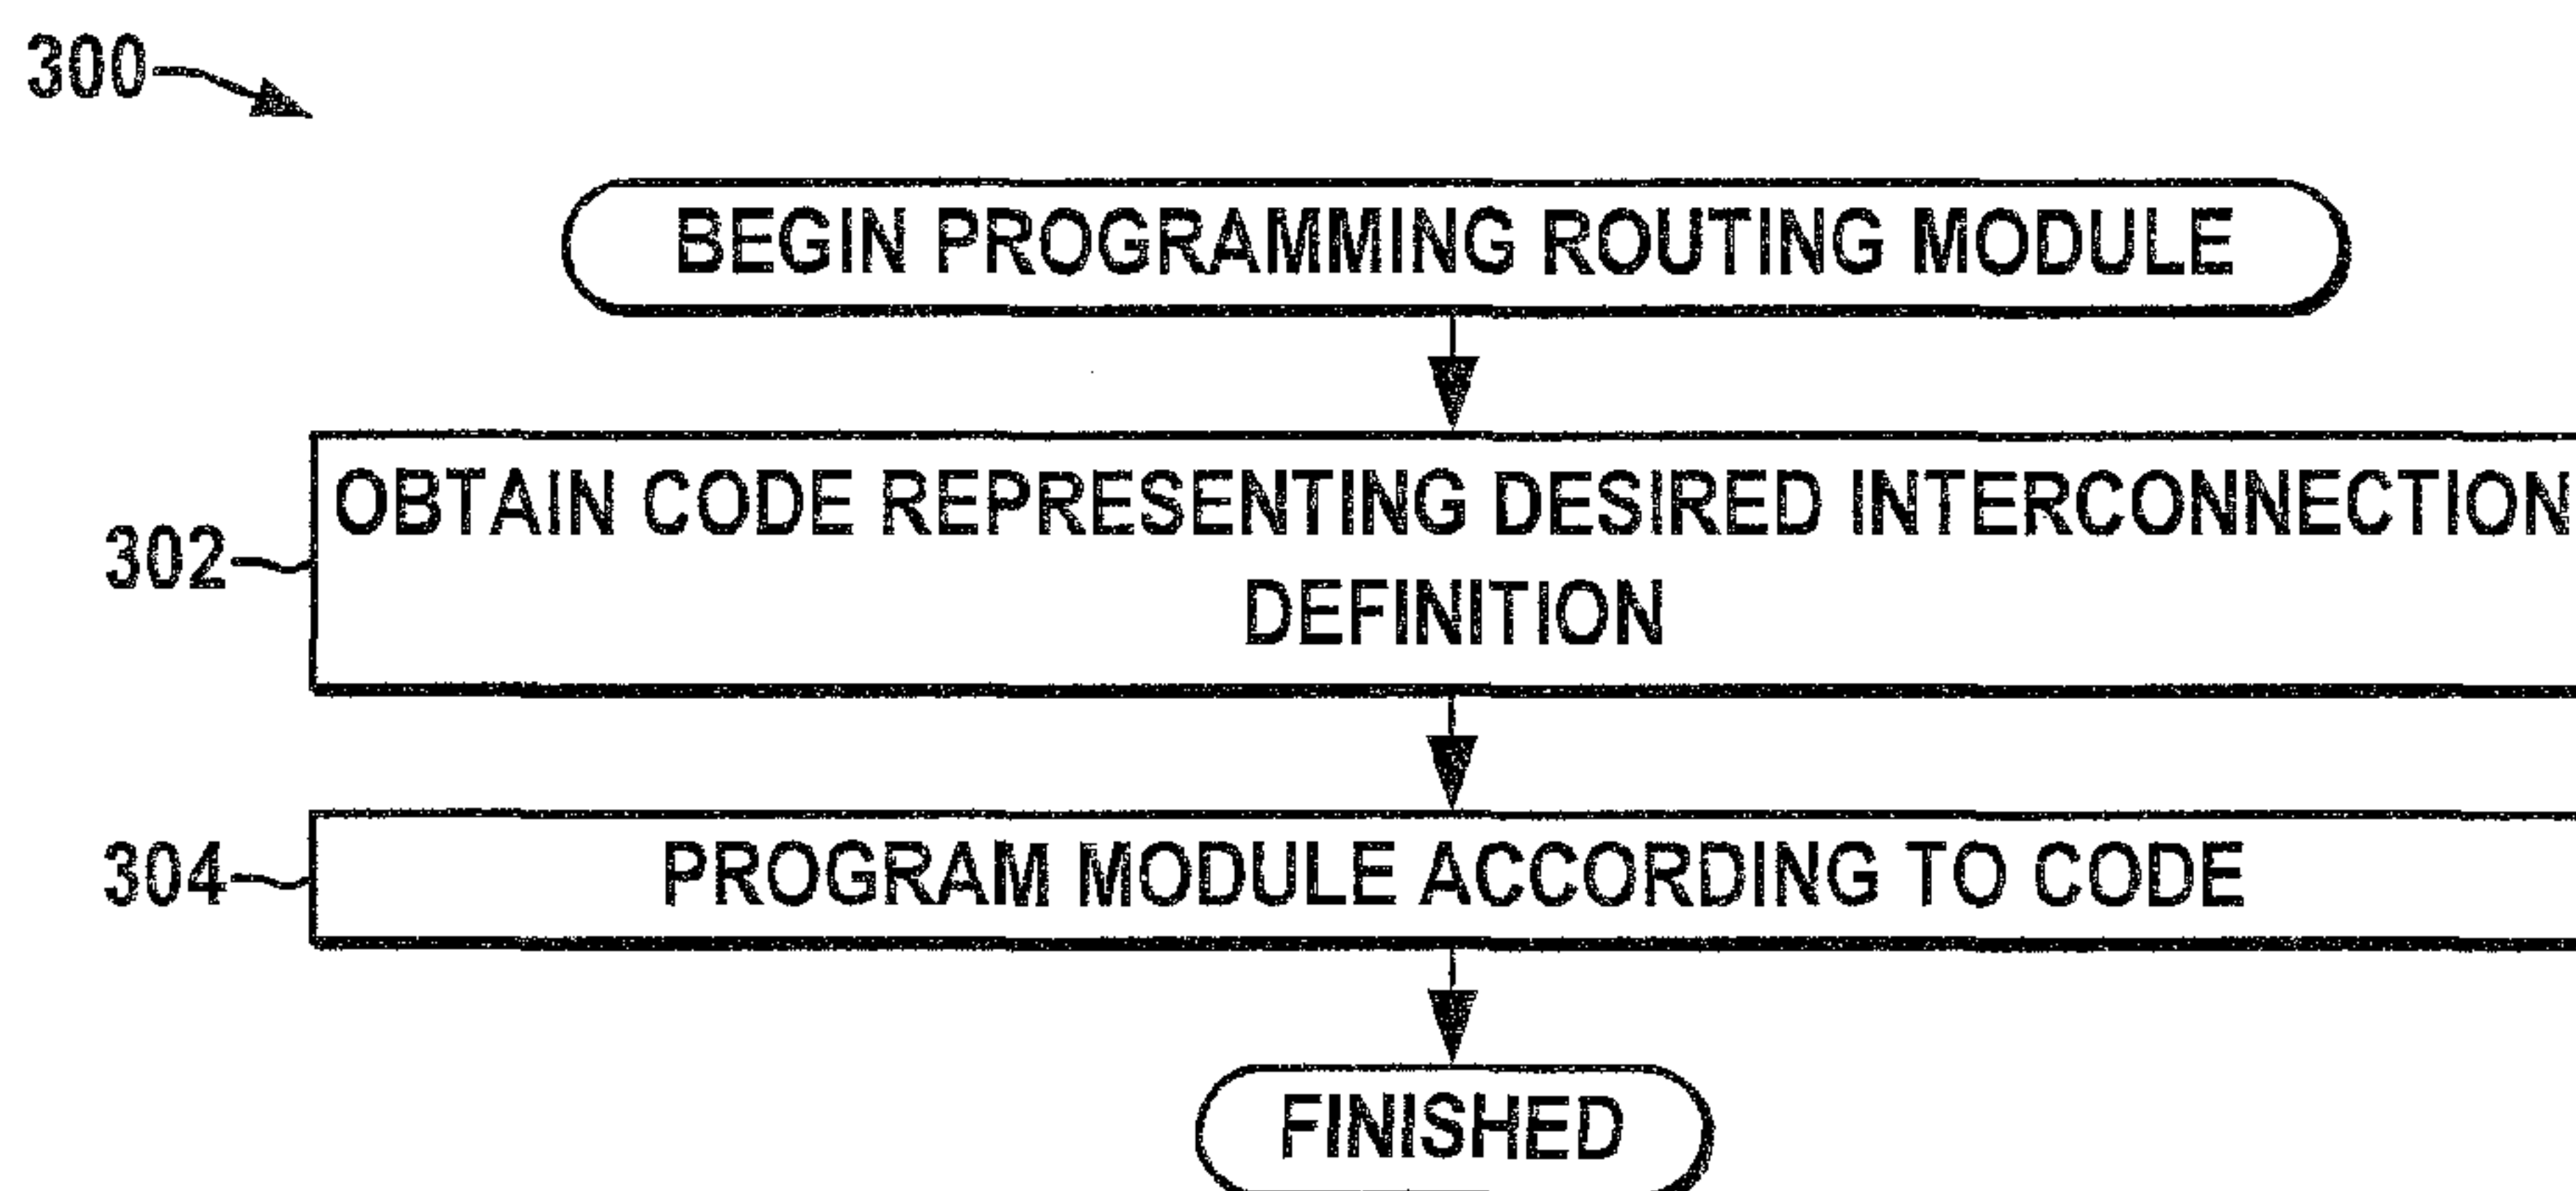 300
BEGIN PROGRAMMING ROUTING MODULE
OBTAIN CODE REPRESENTING DESIRED INTERCONNECTION
302
DEFINITION
304
PROGRAM MODULE ACCORDING TO CODE
FINISHED